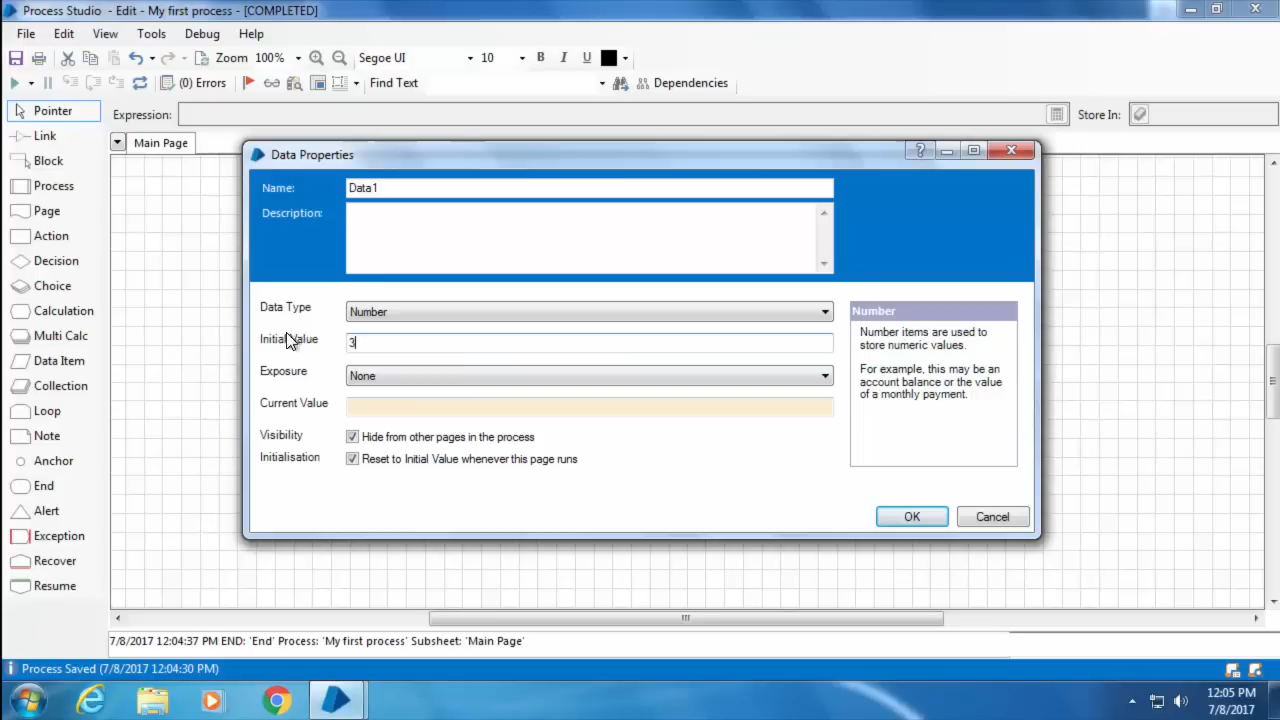 Process Studio - Edit - My first process - [COMPLETED]
File Edit View Tools Debug Help
Zoom 100% Segoe UI 10 B I U
(0) Errors Find Text Dependencies
Pointer
Expression: Store In:
Link
Main Page
Block
Process
Page
Action
Decision
Choice
Calculation
Multi Calc
Data Item
Collection
Loop
Note
Anchor
End
Alert
Exception
Recover
Resume
Data Properties
Name: Data1
Description:
Data Type Number
Initial Value 3
Exposure None
Current Value
Visibility Hide from other pages in the process
Initialisation Reset to Initial Value whenever this page runs
Number
Number items are used to
store numeric values.
For example, this may be an
account balance or the value
of a monthly payment.
OK Cancel
7/8/2017 12:04:37 PM END: 'End' Process: 'My first process' Subsheet: 'Main Page'
Process Saved (7/8/2017 12:04:30 PM)
12:05 PM
7/8/2017